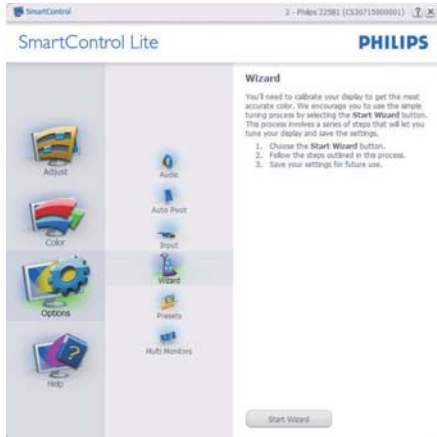 SmartControl
2 - Philips 225B1 (CS30715000001)
? X
SmartControl Lite
PHILIPS
Adjust
Color
Options
Help
Audio
Auto Pivot
Input
Wizard
Presets
Multi Monitors
Wizard
You'll need to calibrate your display to get the most
accurate color. We encourage you to use the simple
tuning process by selecting the Start Wizard button.
This process involves a series of steps that will let you
tune your display and save the settings.
1. Choose the Start Wizard button.
2. Follow the steps outlined in this process.
3. Save your settings for future use.
Start Wizard